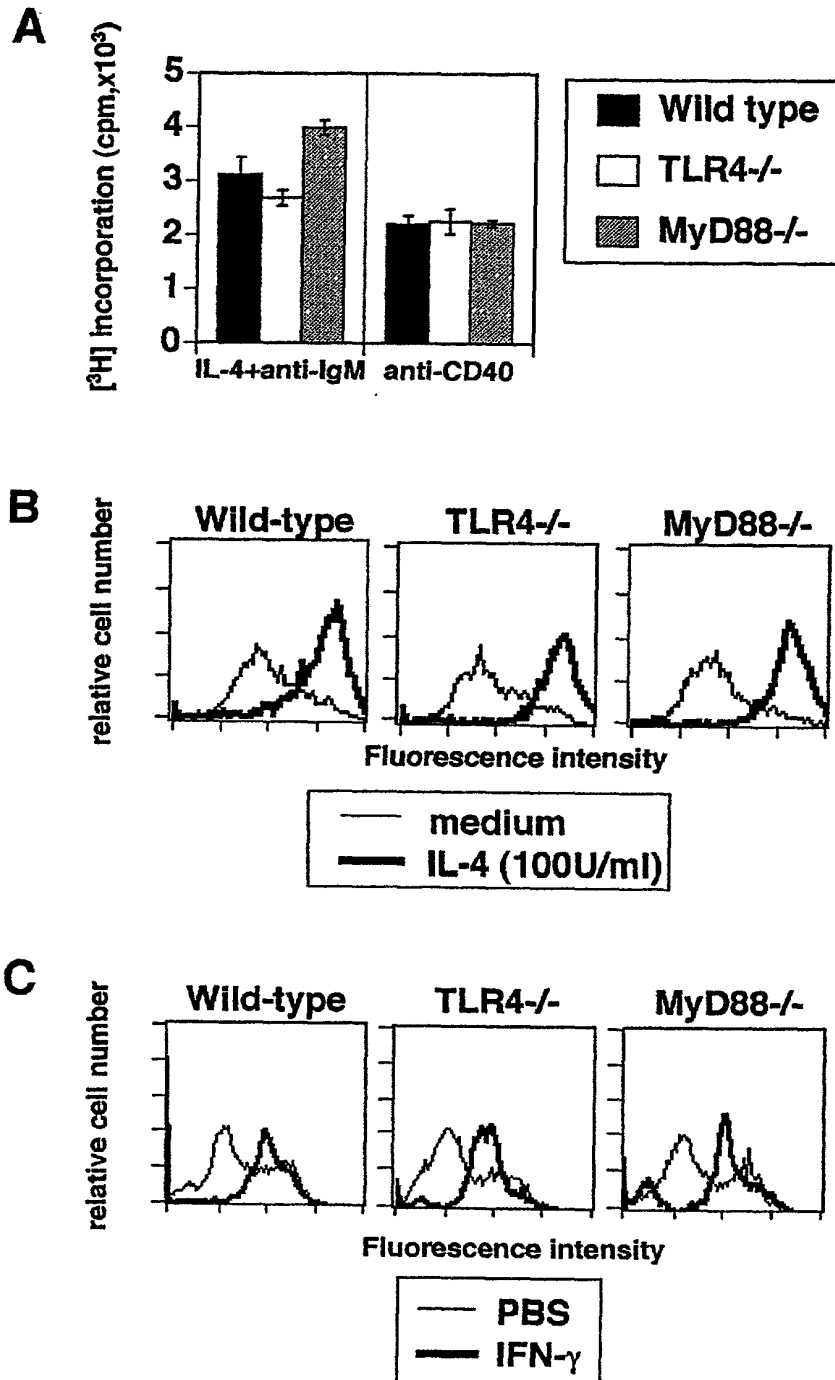 A
[³H] incorporation (cpm,x10³)
5
4
3
2
1
0
IL-4+anti-IgM anti-CD40
Wild type
TLR4-/-
MyD88-/-
B
relative cell number
Wild-type TLR4-/- MyD88-/-
Fluorescence intensity
medium
IL-4 (100U/ml)
C
relative cell number
Wild-type TLR4-/- MyD88-/-
Fluorescence intensity
PBS
IFN-γ